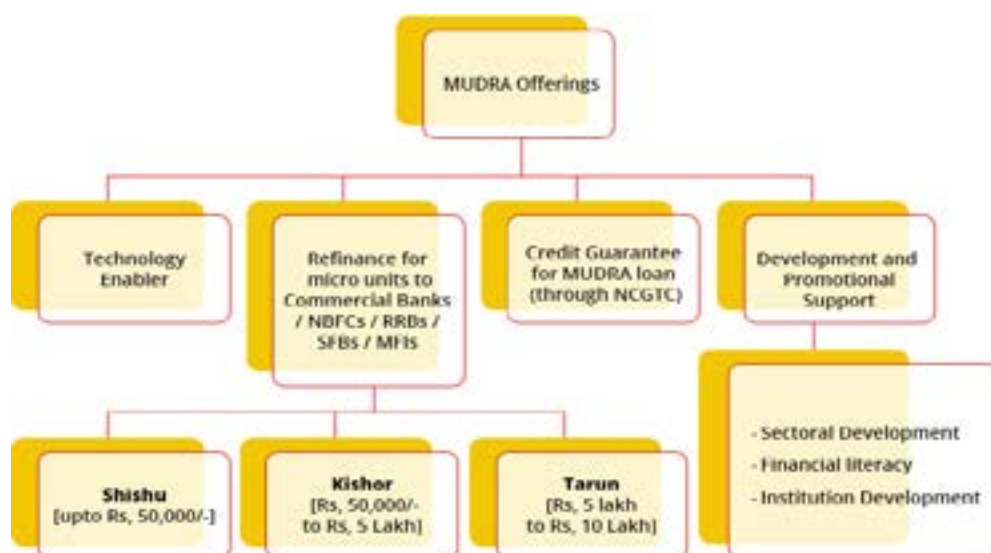 MUDRA Offerings
Technology
Enabler
Refinance for
micro units to
Commercial Banks
/ NBFCs / RRBs /
SFBs / MFIs
Credit Guarantee
for MUDRA loan
(through NCGTC)
Development and
Promotional
Support
Shishu
[upto Rs, 50,000/-]
Kishor
[Rs, 50,000/-
to Rs, 5 Lakh]
Tarun
[Rs, 5 lakh
to Rs, 10 Lakh]
- Sectoral Development
- Financial literacy
- Institution Development